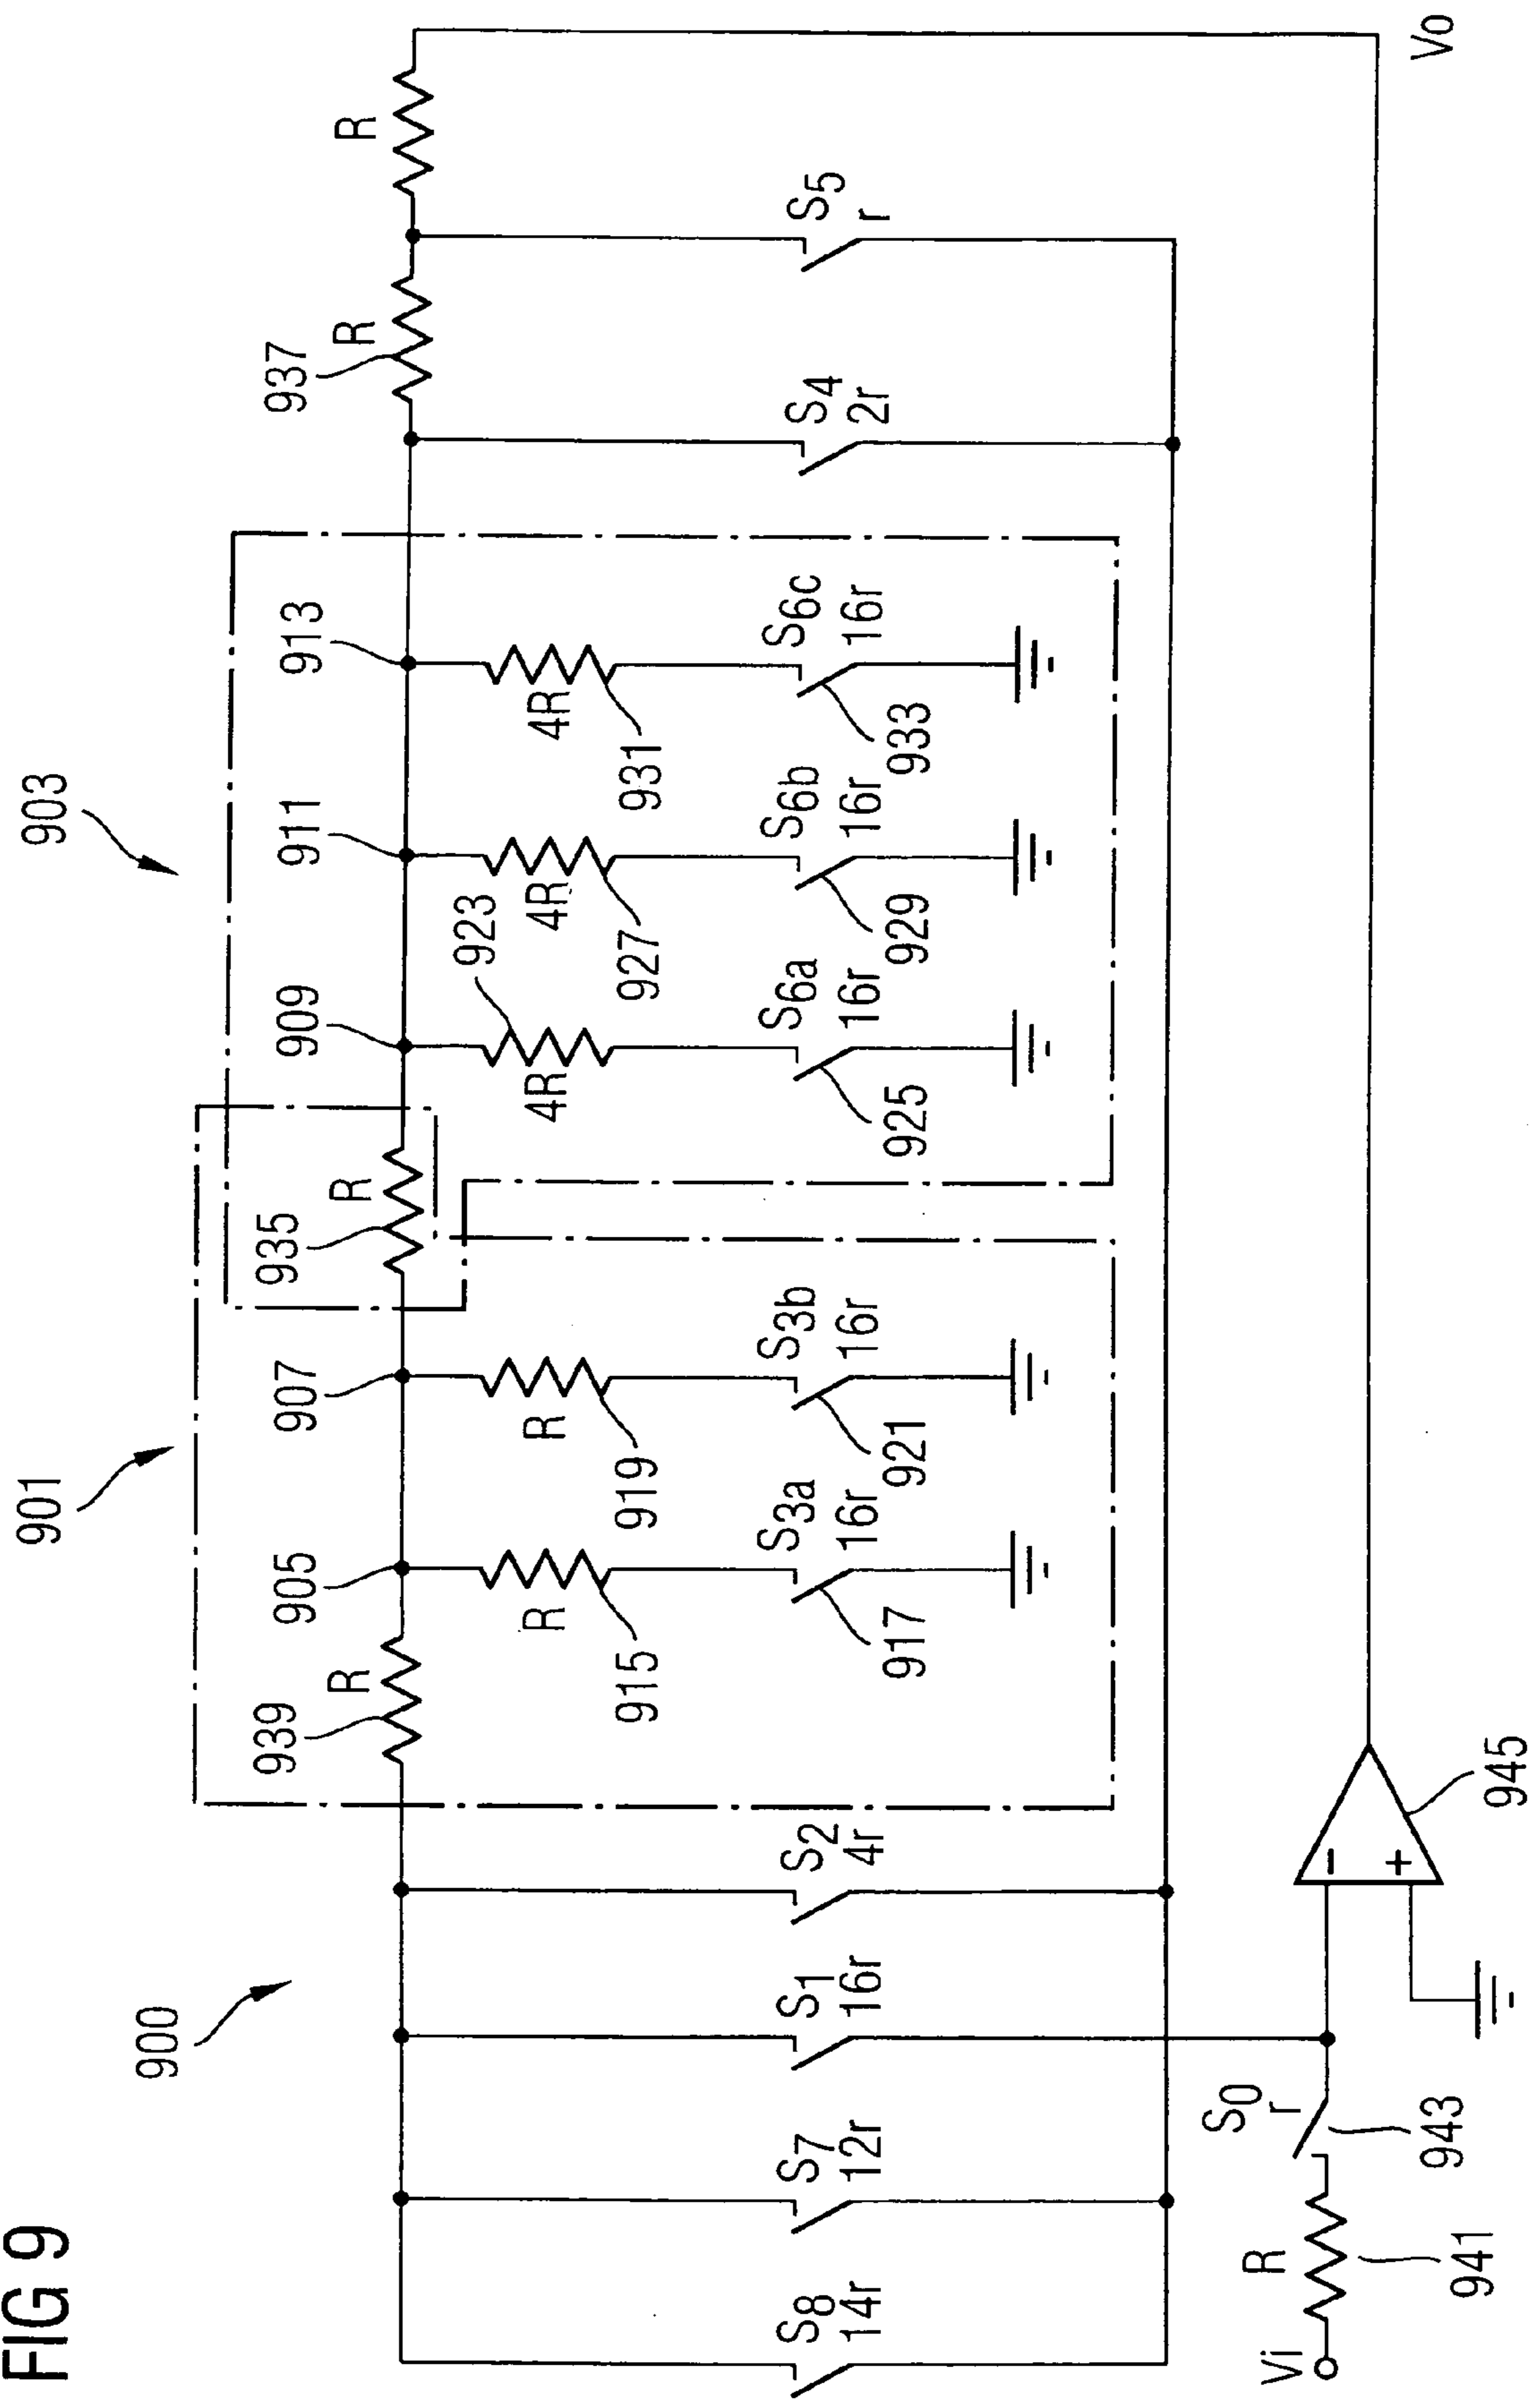 FIG 9
900
901
903
939
R
905
907
935
R
909
911
913
937
R
R
R
915
R
919
4R
923
4R
927
4R
931
S8
14r
S7
12r
S1
16r
S2
4r
S3a
16r
917
S3b
16r
921
S6a
16r
925
S6b
16r
929
S6c
16r
933
S4
2r
S5
r
Vi
R
941
S0
r
943
−
+
945
Vo